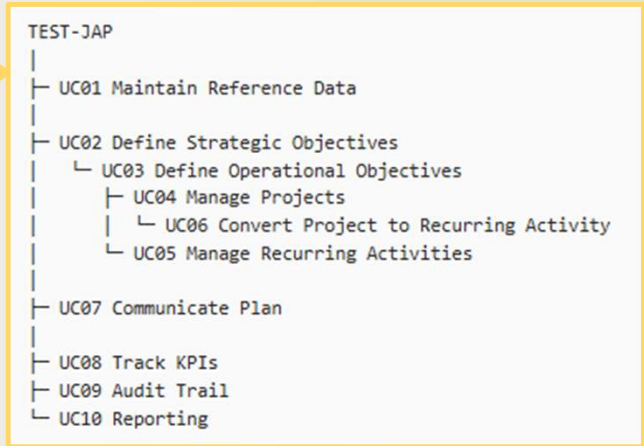 TEST-JAP
│
├─ UC01 Maintain Reference Data
│
├─ UC02 Define Strategic Objectives
│   └─ UC03 Define Operational Objectives
│       ├─ UC04 Manage Projects
│       │   └─ UC06 Convert Project to Recurring Activity
│       └─ UC05 Manage Recurring Activities
│
├─ UC07 Communicate Plan
│
├─ UC08 Track KPIs
├─ UC09 Audit Trail
└─ UC10 Reporting